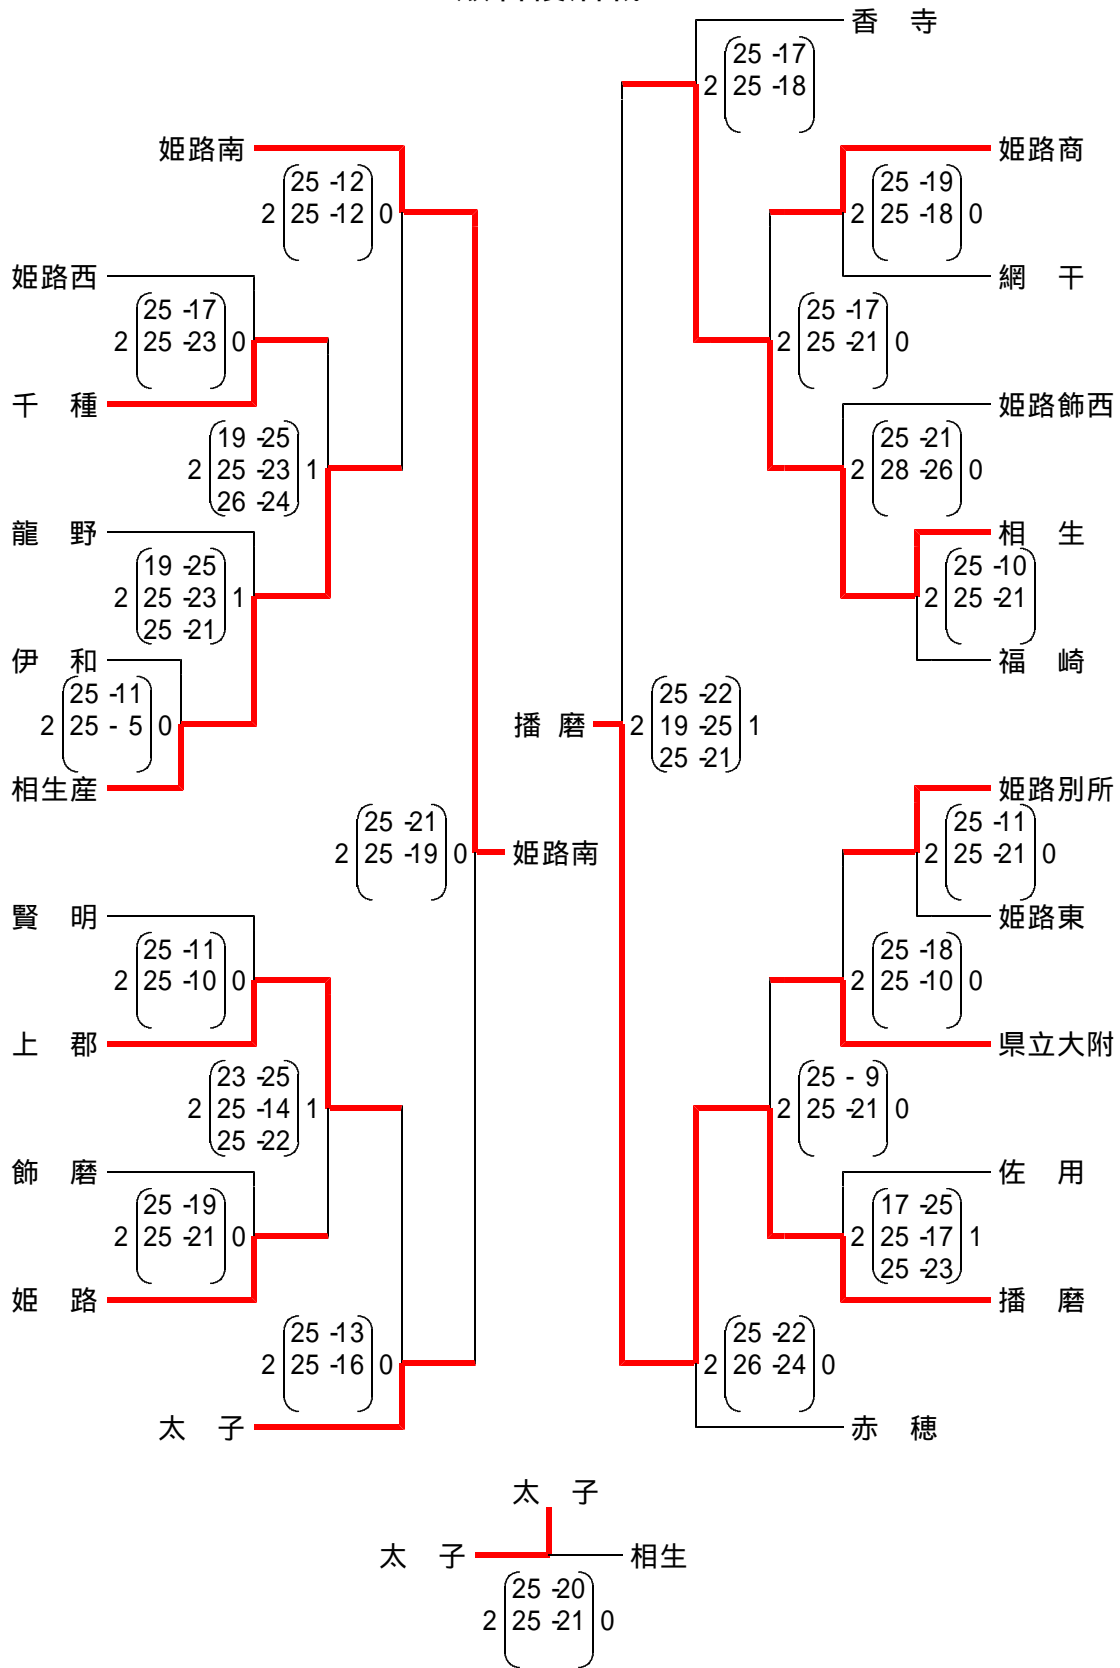 香 寺
25 -17
2 25 -18
姫路南
25 -12
2 25 -12 0
姫路商
25 -19
2 25 -18 0
網 干
姫路西
25 -17
2 25 -23 0
千 種
19 -25
2 25 -23 1
26 -24
龍 野
19 -25
2 25 -23 1
25 -21
伊 和
25 -11
2 25 - 5 0
相生産
25 -17
2 25 -21 0
姫路飾西
25 -21
2 28 -26 0
相 生
25 -10
2 25 -21
福 崎
播 磨
25 -22
2 19 -25 1
25 -21
25 -21
2 25 -19 0
姫路南
姫路別所
25 -11
2 25 -21 0
姫路東
25 -18
2 25 -10 0
県立大附
賢 明
25 -11
2 25 -10 0
上 郡
23 -25
2 25 -14 1
25 -22
飾 磨
25 -19
2 25 -21 0
姫 路
25 -13
2 25 -16 0
太 子
25 - 9
2 25 -21 0
佐 用
17 -25
2 25 -17 1
25 -23
播 磨
25 -22
2 26 -24 0
赤 穂
太 子
太 子 相生
25 -20
2 25 -21 0